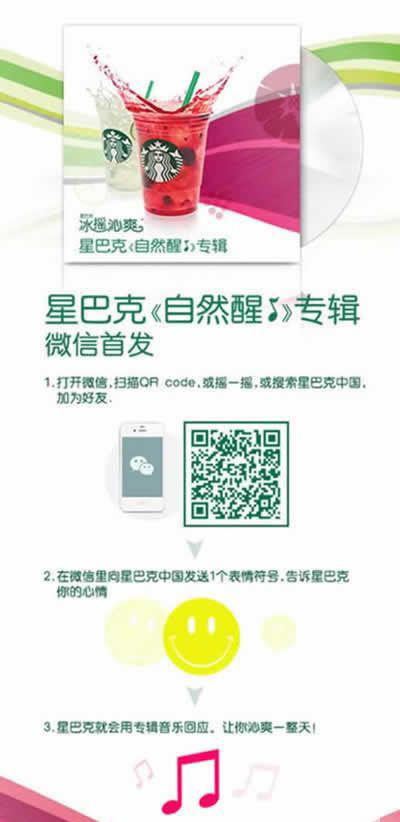 星巴克
冰摇沁爽
星巴克《自然醒♪》专辑
星巴克《自然醒♪》专辑
微信首发
1.打开微信,扫描QR code,或摇一摇,或搜索星巴克中国,
加为好友.
2.在微信里向星巴克中国发送1个表情符号,告诉星巴克
你的心情
3.星巴克就会用专辑音乐回应。让你沁爽一整天!